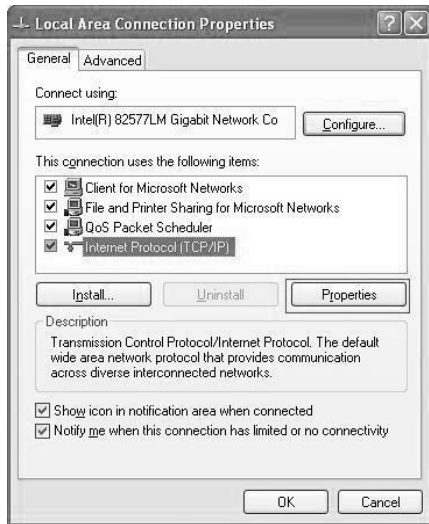 Local Area Connection Properties
General Advanced
Connect using:
Intel(R) 82577LM Gigabit Network Co
Configure...
This connection uses the following items:
Client for Microsoft Networks
File and Printer Sharing for Microsoft Networks
QoS Packet Scheduler
Internet Protocol (TCP/IP)
Install... Uninstall Properties
Description
Transmission Control Protocol/Internet Protocol. The default
wide area network protocol that provides communication
across diverse interconnected networks.
Show icon in notification area when connected
Notify me when this connection has limited or no connectivity
OK Cancel